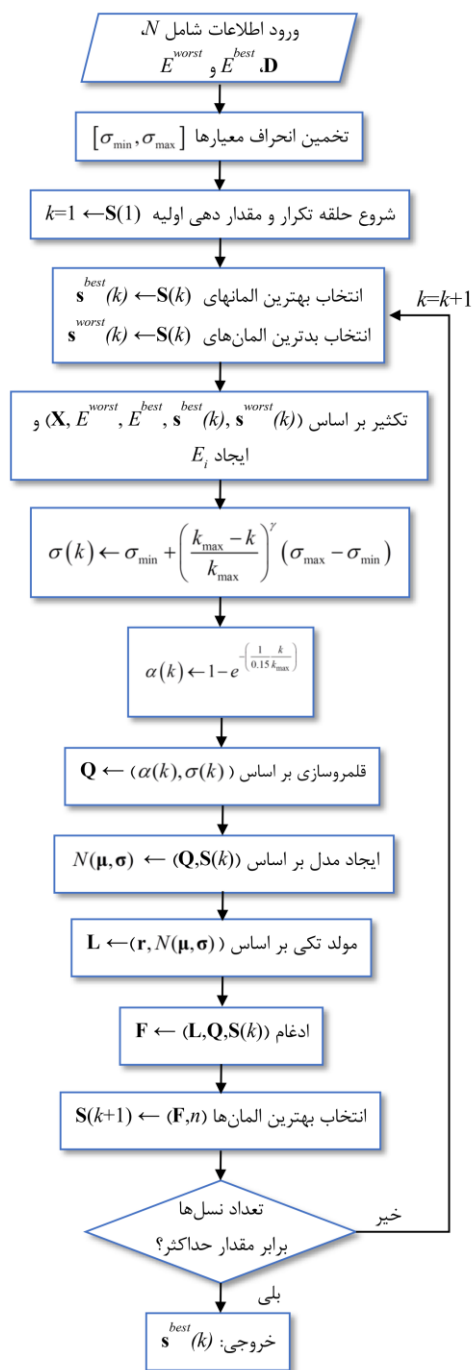 ورود اطلاعات شامل N،
D، E^best و E^worst
تخمین انحراف معیارها [σ_min, σ_max]
شروع حلقه تکرار و مقدار دهی اولیه k=1 ←S(1)
انتخاب بهترین المانهای s^best(k) ←S(k)
انتخاب بدترین المان‌های s^worst(k) ←S(k)
k=k+1
تکثیر بر اساس (X, E^worst, E^best, s^best(k), s^worst(k)) و
ایجاد E_i
σ(k) ← σ_min + ((k_max − k)/k_max)^γ (σ_max − σ_min)
α(k) ← 1 − e^−(1/0.15 k/k_max)
قلمروسازی بر اساس Q ← (α(k), σ(k))
ایجاد مدل بر اساس N(μ,σ) ← (Q,S(k))
مولد تکی بر اساس L ←(r, N(μ,σ))
ادغام F ← (L,Q,S(k))
انتخاب بهترین المان‌ها S(k+1) ← (F,n)
تعداد نسل‌ها
برابر مقدار حداکثر؟
خیر
بلی
خروجی: s^best(k)